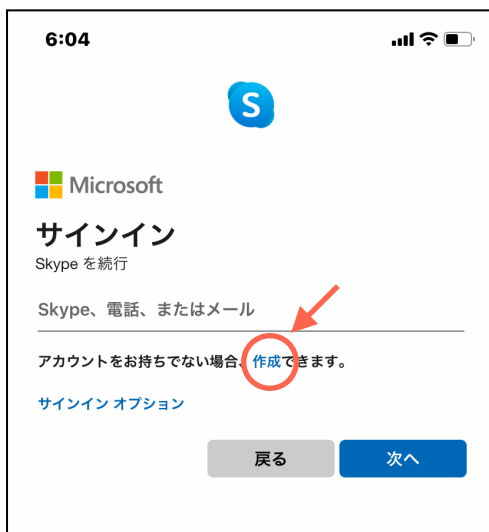 6:04
S
Microsoft
サインイン
Skype を続行
Skype、電話、またはメール
アカウントをお持ちでない場合、作成できます。
サインイン オプション
戻る
次へ